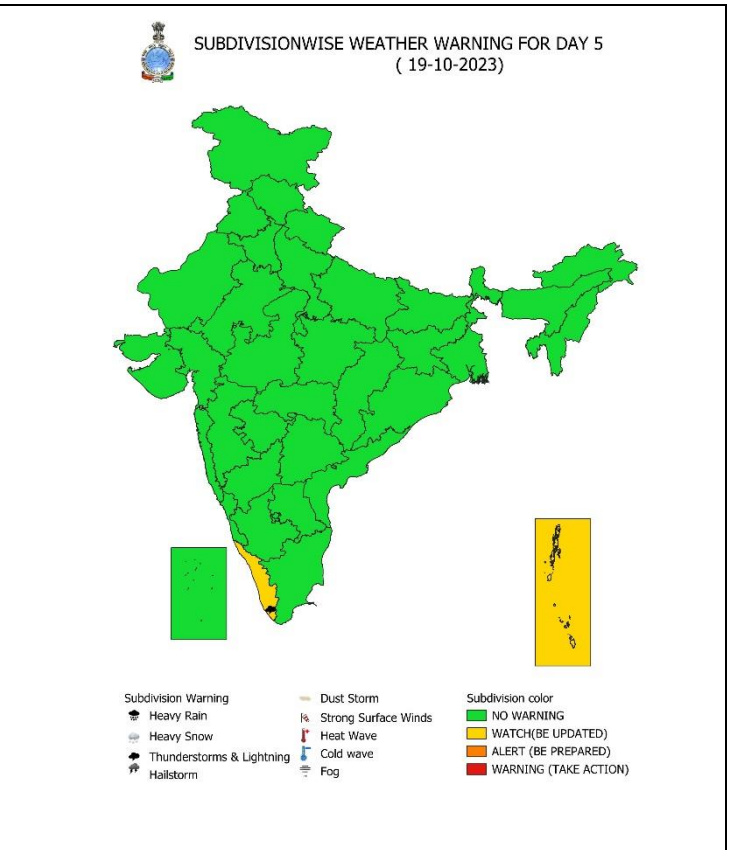 SUBDIVISIONWISE WEATHER WARNING FOR DAY 5
( 19-10-2023)
Subdivision Warning
Heavy Rain
Heavy Snow
Thunderstorms & Lightning
Hailstorm
Dust Storm
Strong Surface Winds
Heat Wave
Cold wave
Fog
Subdivision color
NO WARNING
WATCH(BE UPDATED)
ALERT (BE PREPARED)
WARNING (TAKE ACTION)